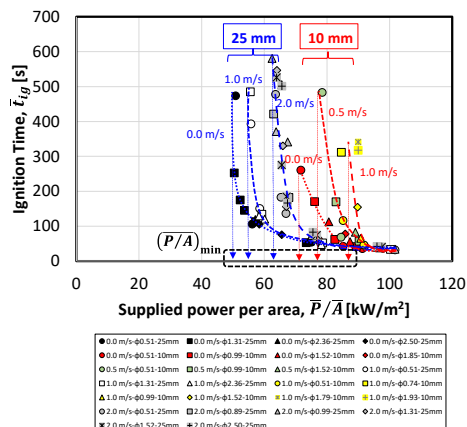 700
600
500
400
300
200
100
0
Ignition Time, t̄ig [s]
25 mm
10 mm
1.0 m/s
2.0 m/s
0.5 m/s
0.0 m/s
0.0 m/s
1.0 m/s
(P̅/A̅)min
0 20 40 60 80 100 120
Supplied power per area, P̅/A̅ [kW/m²]
0.0 m/s-φ0.51-25mm 0.0 m/s-φ1.31-25mm 0.0 m/s-φ2.36-25mm 0.0 m/s-φ2.50-25mm
0.0 m/s-φ0.51-10mm 0.0 m/s-φ0.99-10mm 0.0 m/s-φ1.52-10mm 0.0 m/s-φ1.85-10mm
0.5 m/s-φ0.51-10mm 0.5 m/s-φ0.99-10mm 0.5 m/s-φ1.52-10mm 1.0 m/s-φ0.51-25mm
1.0 m/s-φ1.31-25mm 1.0 m/s-φ2.36-25mm 1.0 m/s-φ0.51-10mm 1.0 m/s-φ0.74-10mm
1.0 m/s-φ0.99-10mm 1.0 m/s-φ1.52-10mm 1.0 m/s-φ1.79-10mm 1.0 m/s-φ1.93-10mm
2.0 m/s-φ0.51-25mm 2.0 m/s-φ0.89-25mm 2.0 m/s-φ0.99-25mm 2.0 m/s-φ1.31-25mm
2.0 m/s-φ1.52-25mm 2.0 m/s-φ2.50-25mm